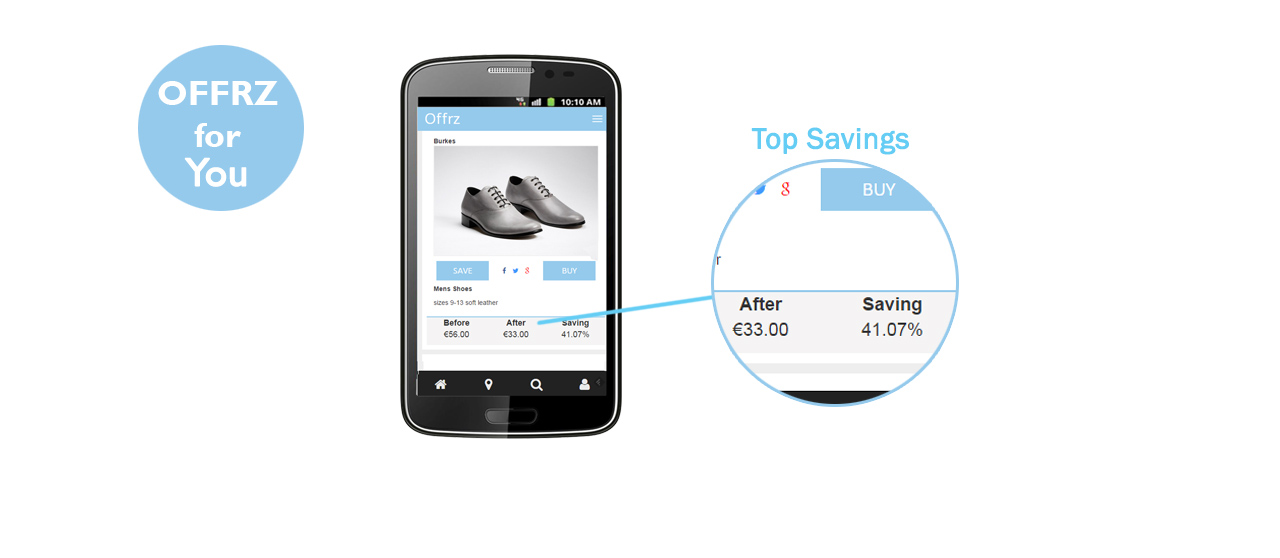 OFFRZ
for
You
10:10 AM
Offrz
Burkes
SAVE
BUY
Mens Shoes
sizes 9-13 soft leather
Before After Saving
€56.00 €33.00 41.07%
Top Savings
8 BUY
r
After Saving
€33.00 41.07%